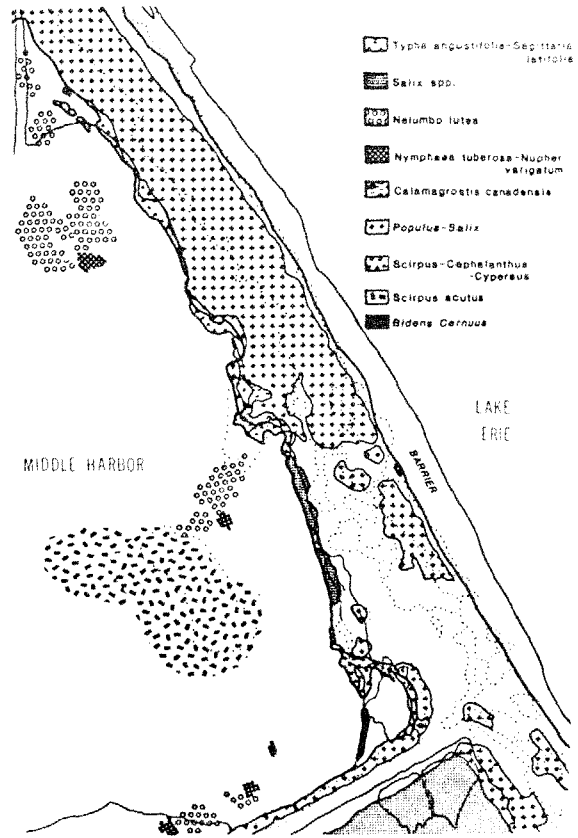 Typha angustifolia-Sagittaria
latifolia
Salix spp.
Nelumbo lutea
Nymphaea tuberosa-Nuphar
varigatum
Calamagrostis canadensis
Populus-Salix
Scirpus-Cephalanthus
-Cyperaus
Scirpus acutus
Bidens Cernuus
LAKE
ERIE
MIDDLE HARBOR
BARRIER